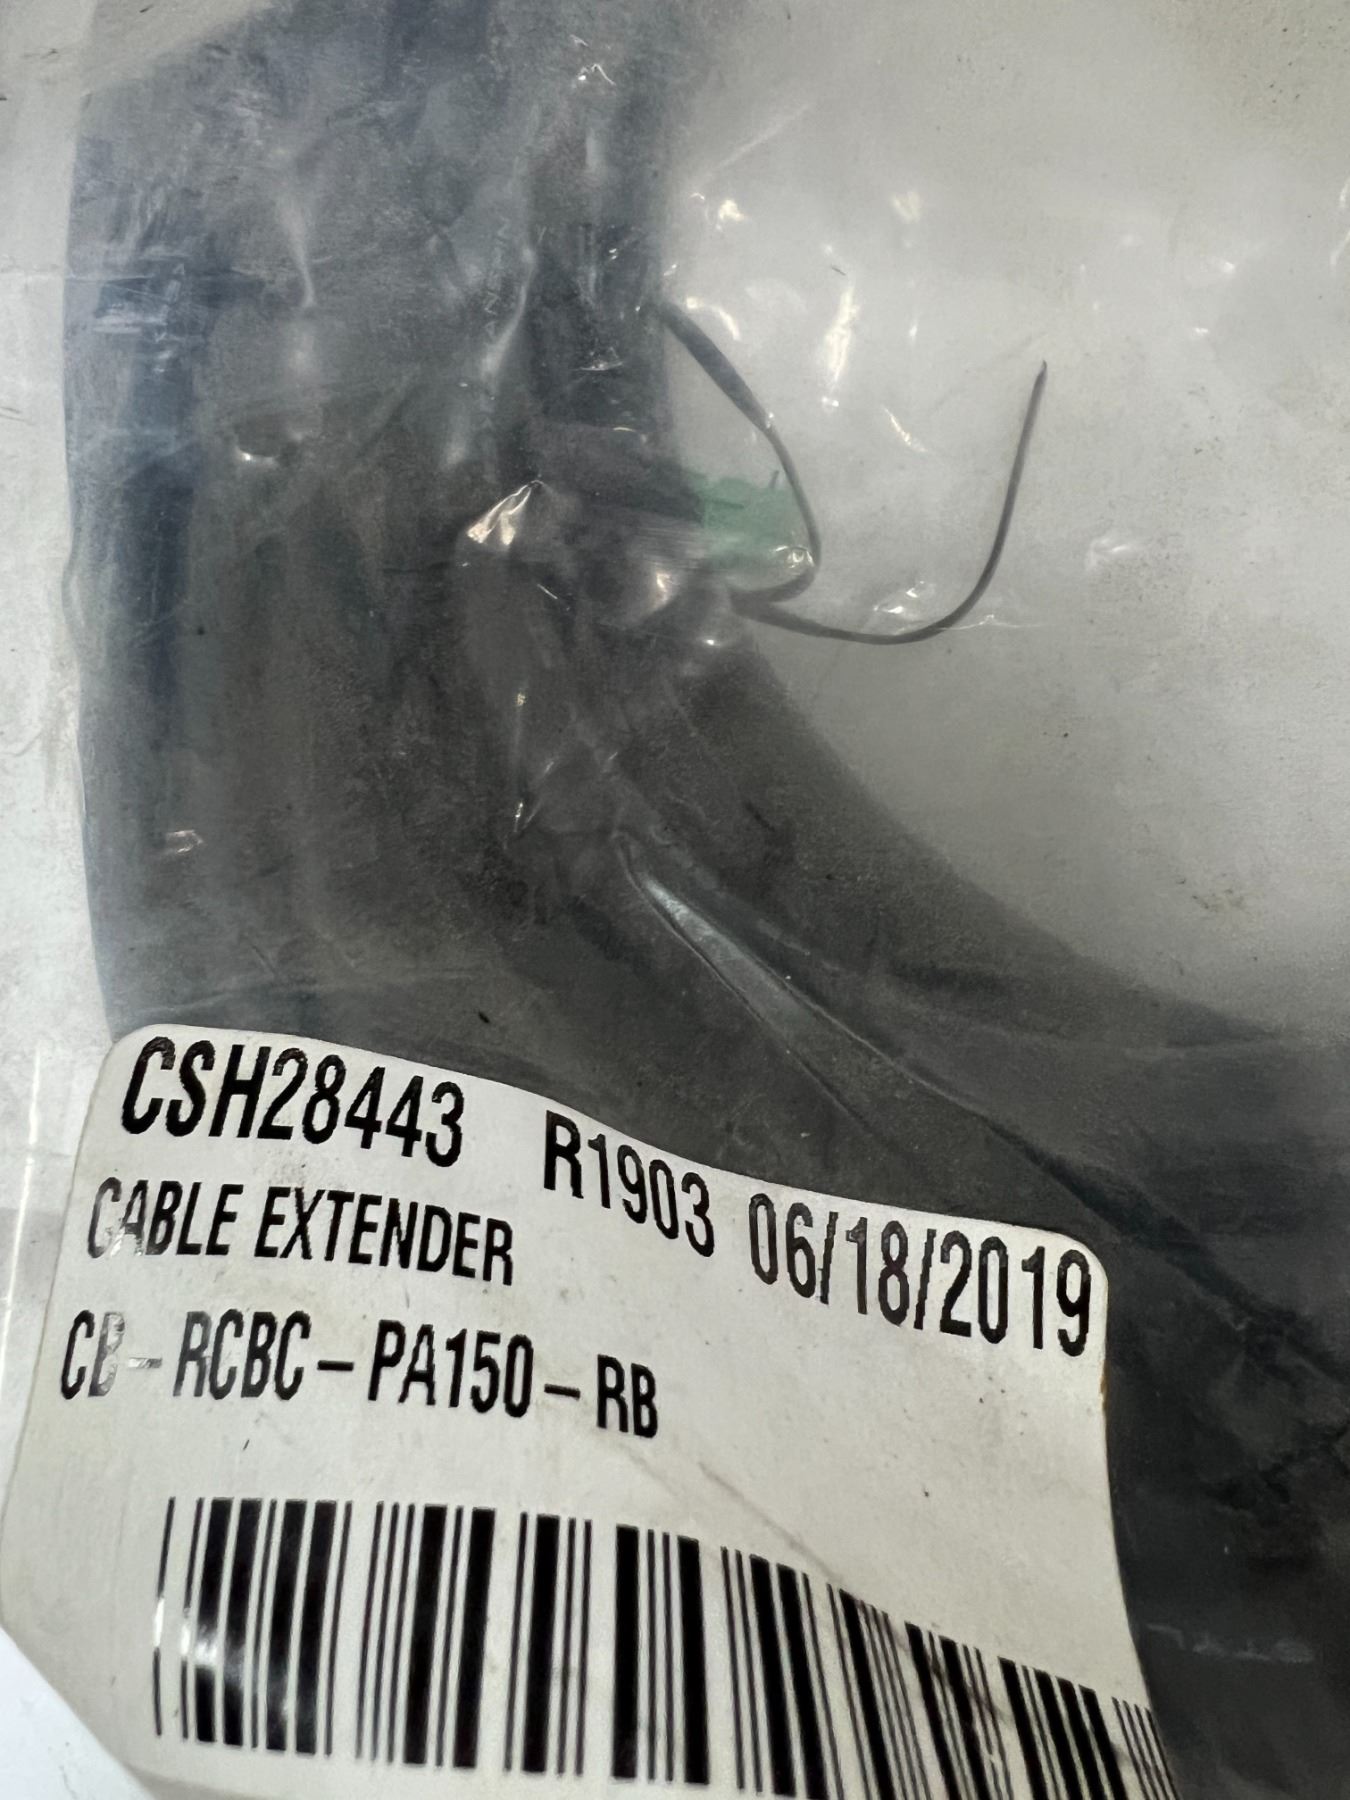 CSH28443 R1903 06/18/2019
CABLE EXTENDER
CB-RCBC-PA150-RB